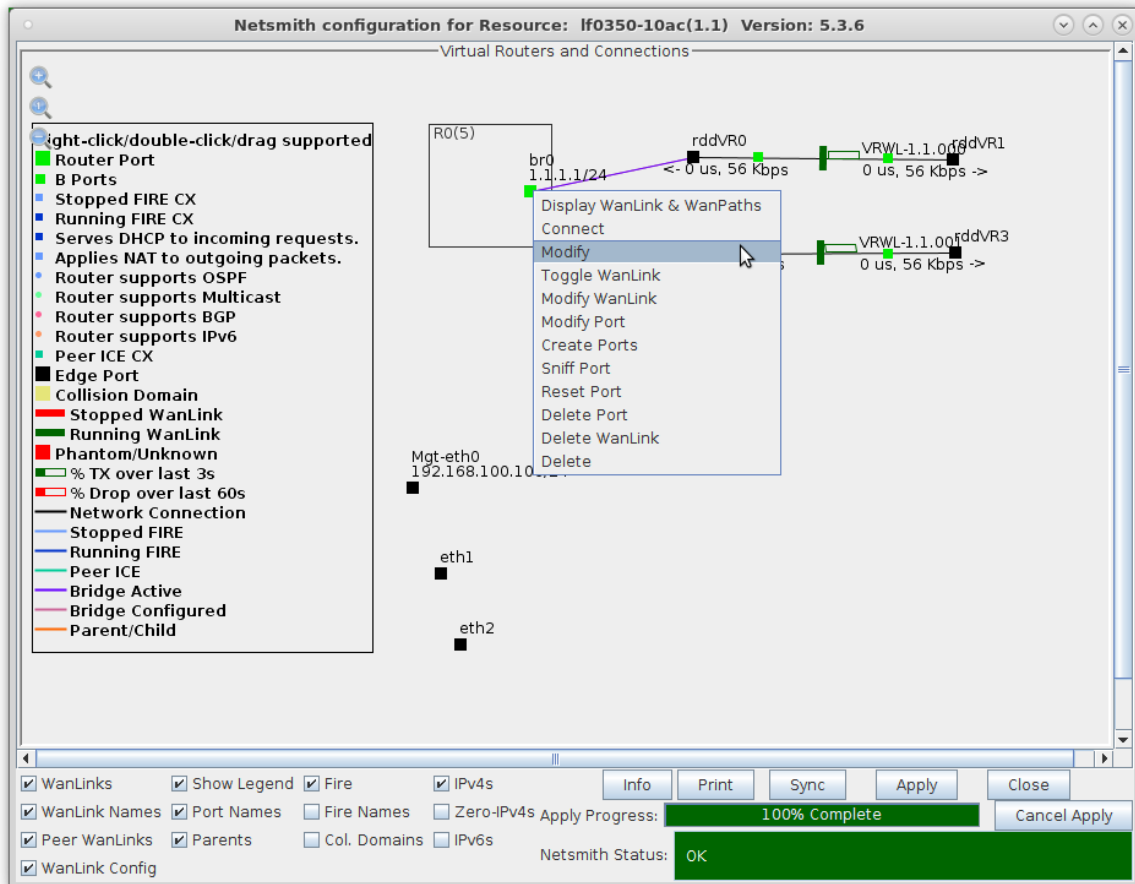 Netsmith configuration for Resource: lf0350-10ac(1.1) Version: 5.3.6
Virtual Routers and Connections
ight-click/double-click/drag supported
Router Port
B Ports
Stopped FIRE CX
Running FIRE CX
Serves DHCP to incoming requests.
Applies NAT to outgoing packets.
Router supports OSPF
Router supports Multicast
Router supports BGP
Router supports IPv6
Peer ICE CX
Edge Port
Collision Domain
Stopped WanLink
Running WanLink
Phantom/Unknown
% TX over last 3s
% Drop over last 60s
Network Connection
Stopped FIRE
Running FIRE
Peer ICE
Bridge Active
Bridge Configured
Parent/Child
R0(5)
br0
1.1.1.1/24
rddVR0
<- 0 us, 56 Kbps
VRWL-1.1.000
rddVR1
0 us, 56 Kbps ->
VRWL-1.1.001
rddVR3
0 us, 56 Kbps ->
Display WanLink & WanPaths
Connect
Modify
Toggle WanLink
Modify WanLink
Modify Port
Create Ports
Sniff Port
Reset Port
Delete Port
Delete WanLink
Delete
Mgt-eth0
eth1
eth2
WanLinks Show Legend Fire IPv4s Info Print Sync Apply Close
WanLink Names Port Names Fire Names Zero-IPv4s Apply Progress: 100% Complete Cancel Apply
Peer WanLinks Parents Col. Domains IPv6s Netsmith Status: OK
WanLink Config